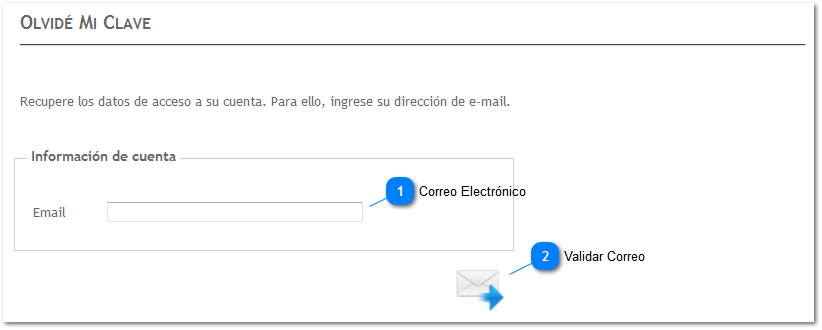 OLVIDÉ MI CLAVE
Recupere los datos de acceso a su cuenta. Para ello, ingrese su dirección de e-mail.
Información de cuenta
Email
1 Correo Electrónico
2 Validar Correo